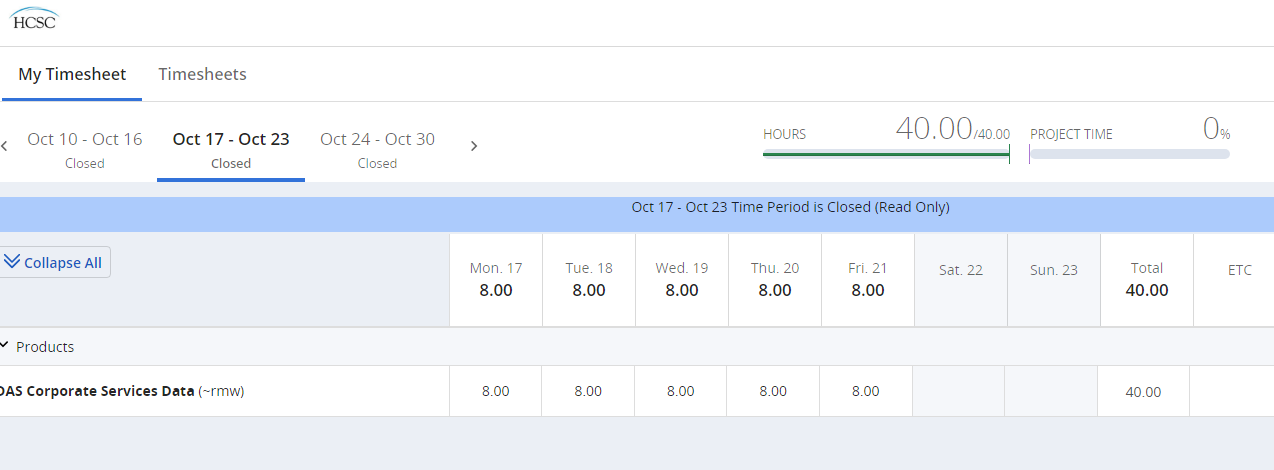 HCSC
My Timesheet Timesheets
Oct 10 - Oct 16 Oct 17 - Oct 23 Oct 24 - Oct 30 HOURS 40.00/40.00 PROJECT TIME 0%
Closed Closed Closed
Oct 17 - Oct 23 Time Period is Closed (Read Only)
Collapse All
Mon. 17 Tue. 18 Wed. 19 Thu. 20 Fri. 21 Sat. 22 Sun. 23 Total ETC
8.00 8.00 8.00 8.00 8.00 40.00
Products
DAS Corporate Services Data (~rmw) 8.00 8.00 8.00 8.00 8.00 40.00